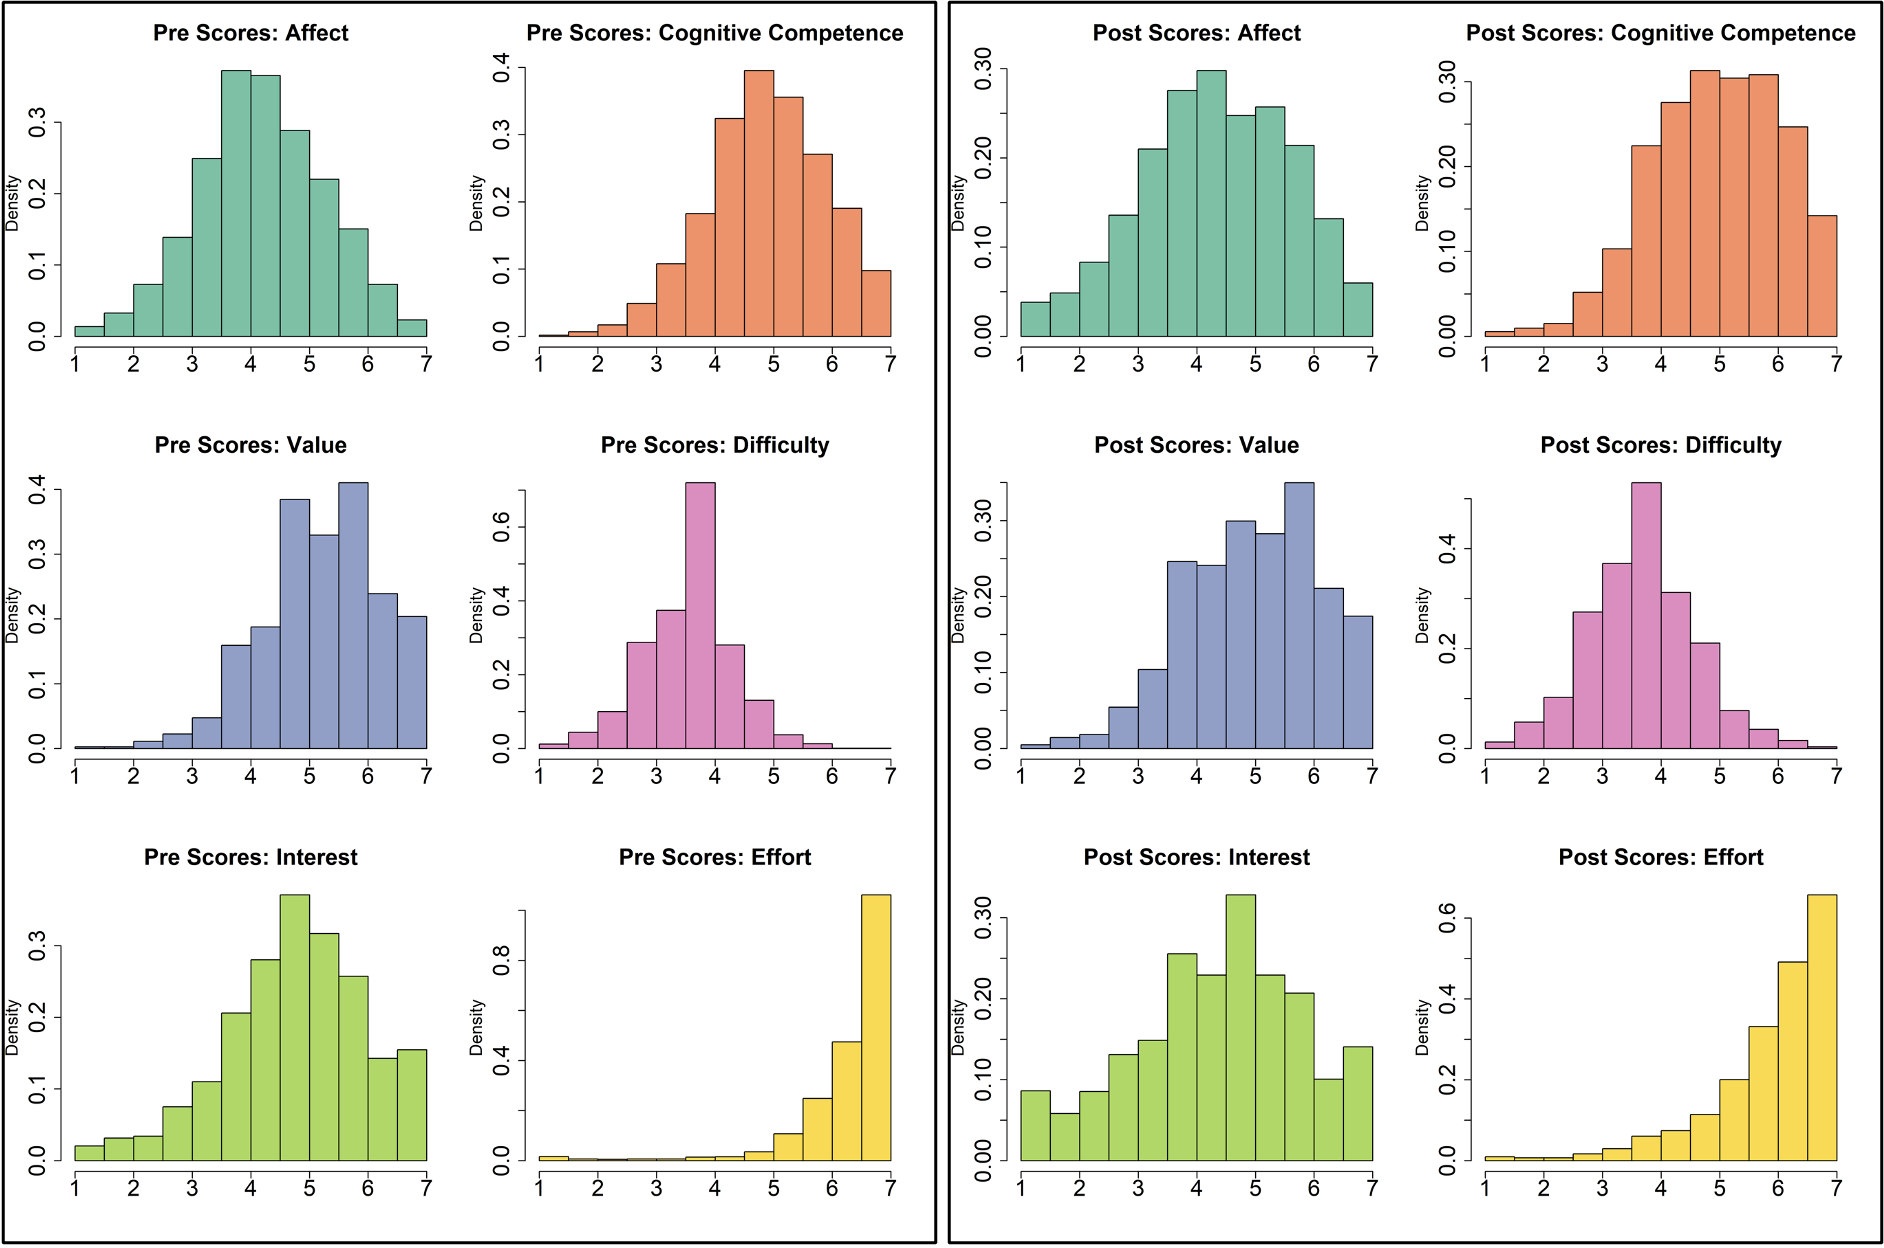 Pre Scores: Affect
Density
0.0 0.1 0.2 0.3
1 2 3 4 5 6 7
Pre Scores: Cognitive Competence
Density
0.0 0.1 0.2 0.3 0.4
1 2 3 4 5 6 7
Pre Scores: Value
Density
0.0 0.1 0.2 0.3 0.4
1 2 3 4 5 6 7
Pre Scores: Difficulty
Density
0.0 0.2 0.4 0.6
1 2 3 4 5 6 7
Pre Scores: Interest
Density
0.0 0.1 0.2 0.3
1 2 3 4 5 6 7
Pre Scores: Effort
Density
0.0 0.4 0.8
1 2 3 4 5 6 7
Post Scores: Affect
Density
0.00 0.10 0.20 0.30
1 2 3 4 5 6 7
Post Scores: Cognitive Competence
Density
0.00 0.10 0.20 0.30
1 2 3 4 5 6 7
Post Scores: Value
Density
0.00 0.10 0.20 0.30
1 2 3 4 5 6 7
Post Scores: Difficulty
Density
0.0 0.2 0.4
1 2 3 4 5 6 7
Post Scores: Interest
Density
0.00 0.10 0.20 0.30
1 2 3 4 5 6 7
Post Scores: Effort
Density
0.0 0.2 0.4 0.6
1 2 3 4 5 6 7